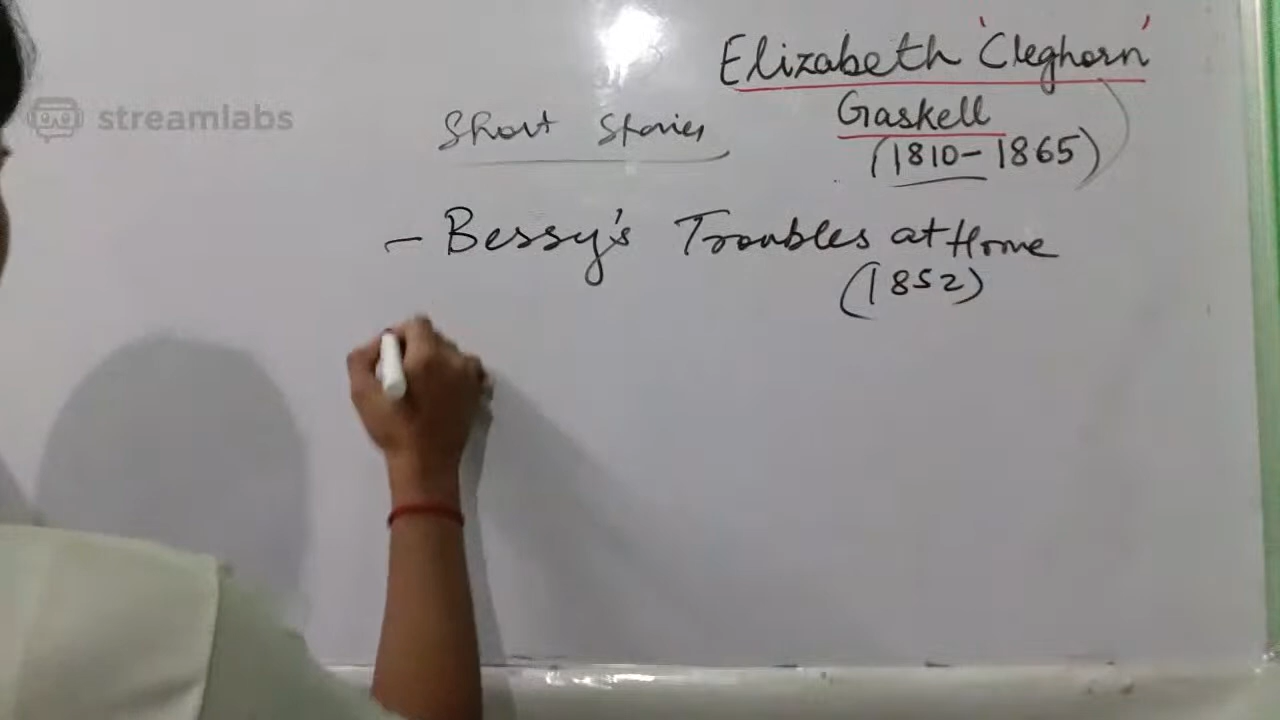 Elizabeth 'Cleghorn'
Gaskell
(1810-1865)
streamlabs
Short Stories
- Bessy's Troubles at Home
(1852)